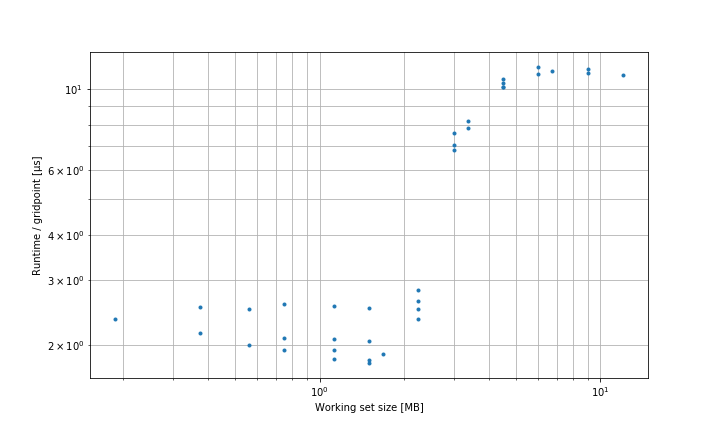 10¹
6 × 10⁰
4 × 10⁰
3 × 10⁰
2 × 10⁰
Runtime / gridpoint [µs]
10⁰ 10¹
Working set size [MB]